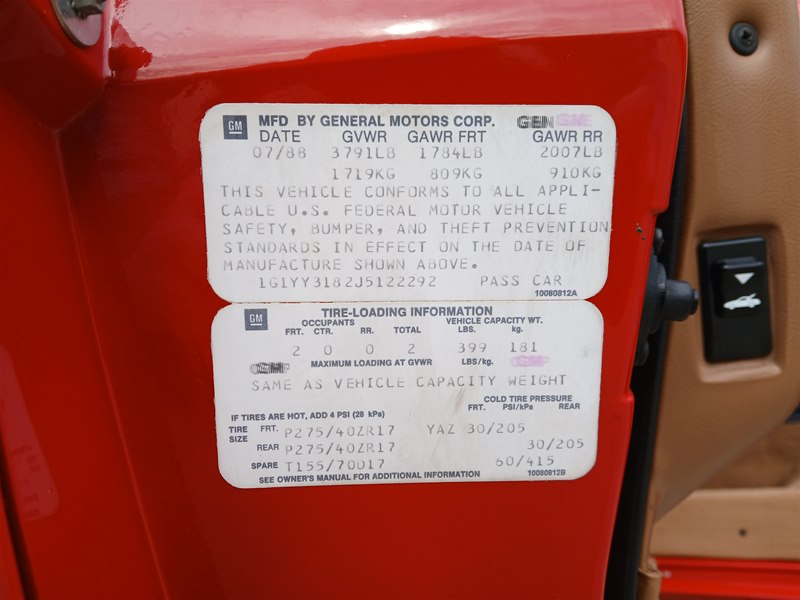 GM MFD BY GENERAL MOTORS CORP. GEN GME
DATE GVWR GAWR FRT GAWR RR
07/88 3791LB 1784LB 2007LB
1719KG 809KG 910KG
THIS VEHICLE CONFORMS TO ALL APPLI-
CABLE U.S. FEDERAL MOTOR VEHICLE
SAFETY, BUMPER, AND THEFT PREVENTION
STANDARDS IN EFFECT ON THE DATE OF
MANUFACTURE SHOWN ABOVE.
1G1YY3182J5122292 PASS CAR
10080812A
GM TIRE-LOADING INFORMATION
OCCUPANTS VEHICLE CAPACITY WT.
FRT. CTR. RR. TOTAL LBS. kg.
2 0 0 2 399 181
MAXIMUM LOADING AT GVWR LBS/kg.
SAME AS VEHICLE CAPACITY WEIGHT
COLD TIRE PRESSURE
FRT. PSI/kPa REAR
IF TIRES ARE HOT, ADD 4 PSI (28 kPa)
TIRE SIZE FRT. P275/40ZR17 YAZ 30/205
REAR P275/40ZR17 30/205
SPARE T155/70D17 60/415
SEE OWNER'S MANUAL FOR ADDITIONAL INFORMATION 10080812B